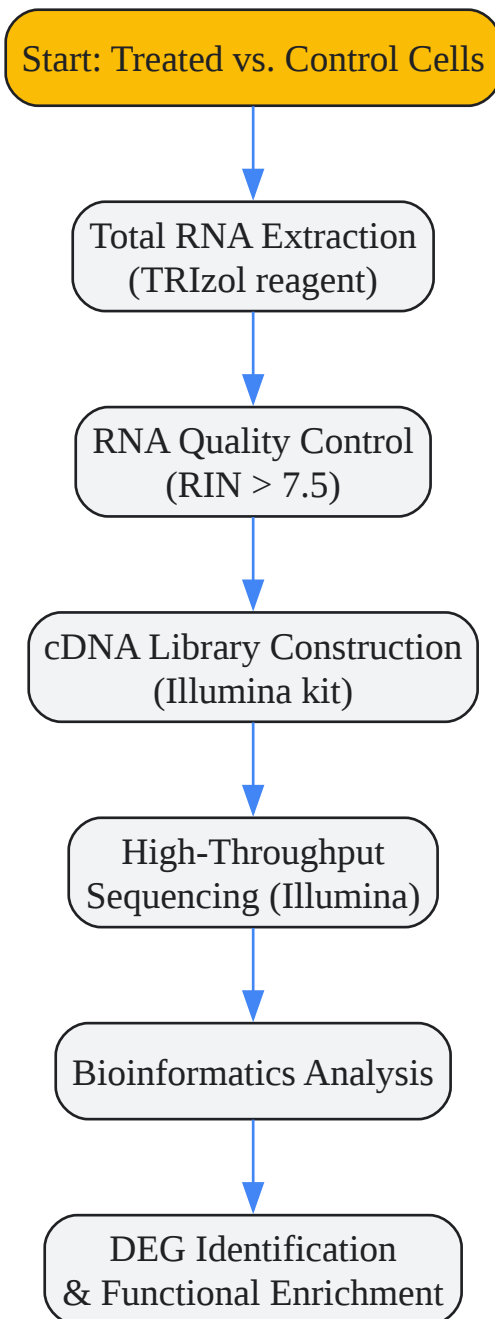 Start: Treated vs. Control Cells
Total RNA Extraction
(TRIzol reagent)
RNA Quality Control
(RIN > 7.5)
cDNA Library Construction
(Illumina kit)
High-Throughput
Sequencing (Illumina)
Bioinformatics Analysis
DEG Identification
& Functional Enrichment